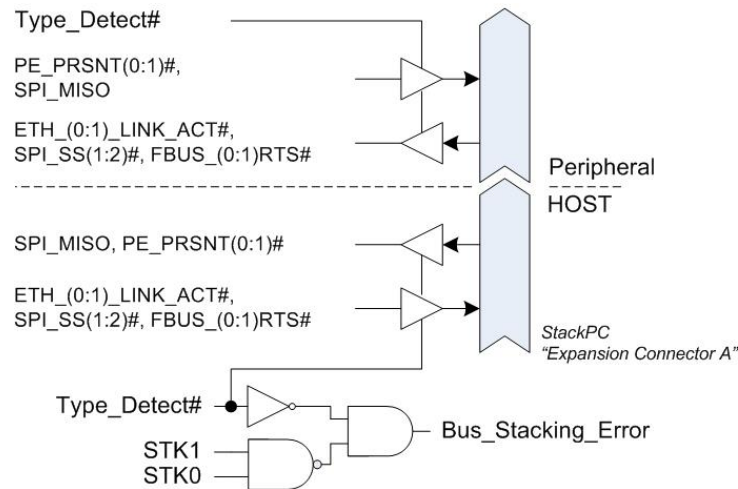 Type_Detect#
PE_PRSNT(0:1)#,
SPI_MISO
ETH_(0:1)_LINK_ACT#,
SPI_SS(1:2)#, FBUS_(0:1)RTS#
Peripheral
HOST
SPI_MISO, PE_PRSNT(0:1)#
ETH_(0:1)_LINK_ACT#,
SPI_SS(1:2)#, FBUS_(0:1)RTS#
StackPC
“Expansion Connector A”
Type_Detect#
Bus_Stacking_Error
STK1
STK0